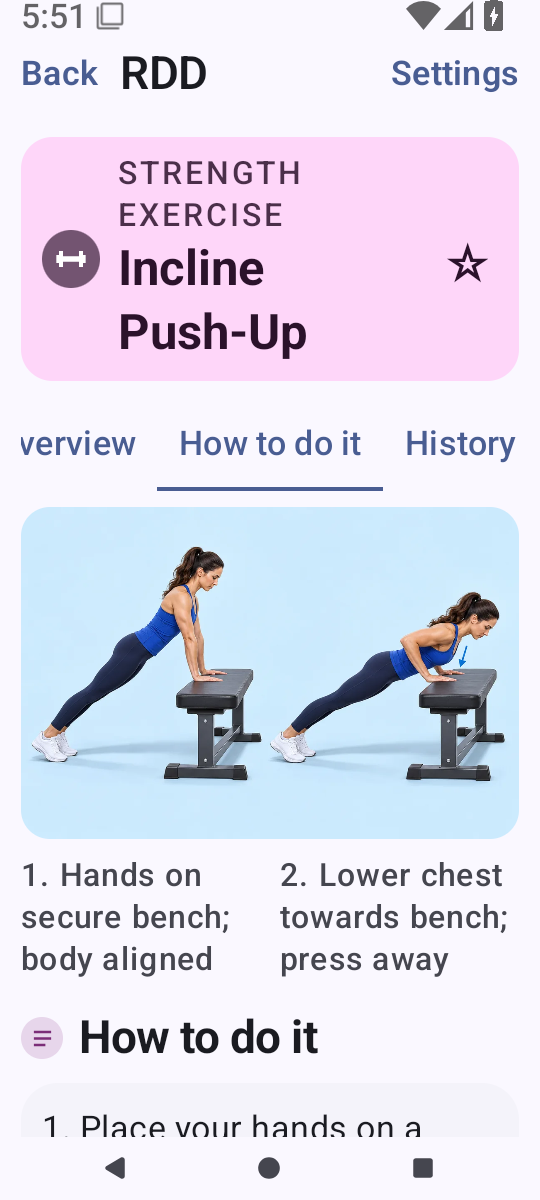 5:51
Back RDD Settings
STRENGTH
EXERCISE
Incline
Push-Up
verview How to do it History
1. Hands on
secure bench;
body aligned
2. Lower chest
towards bench;
press away
How to do it
1. Place your hands on a